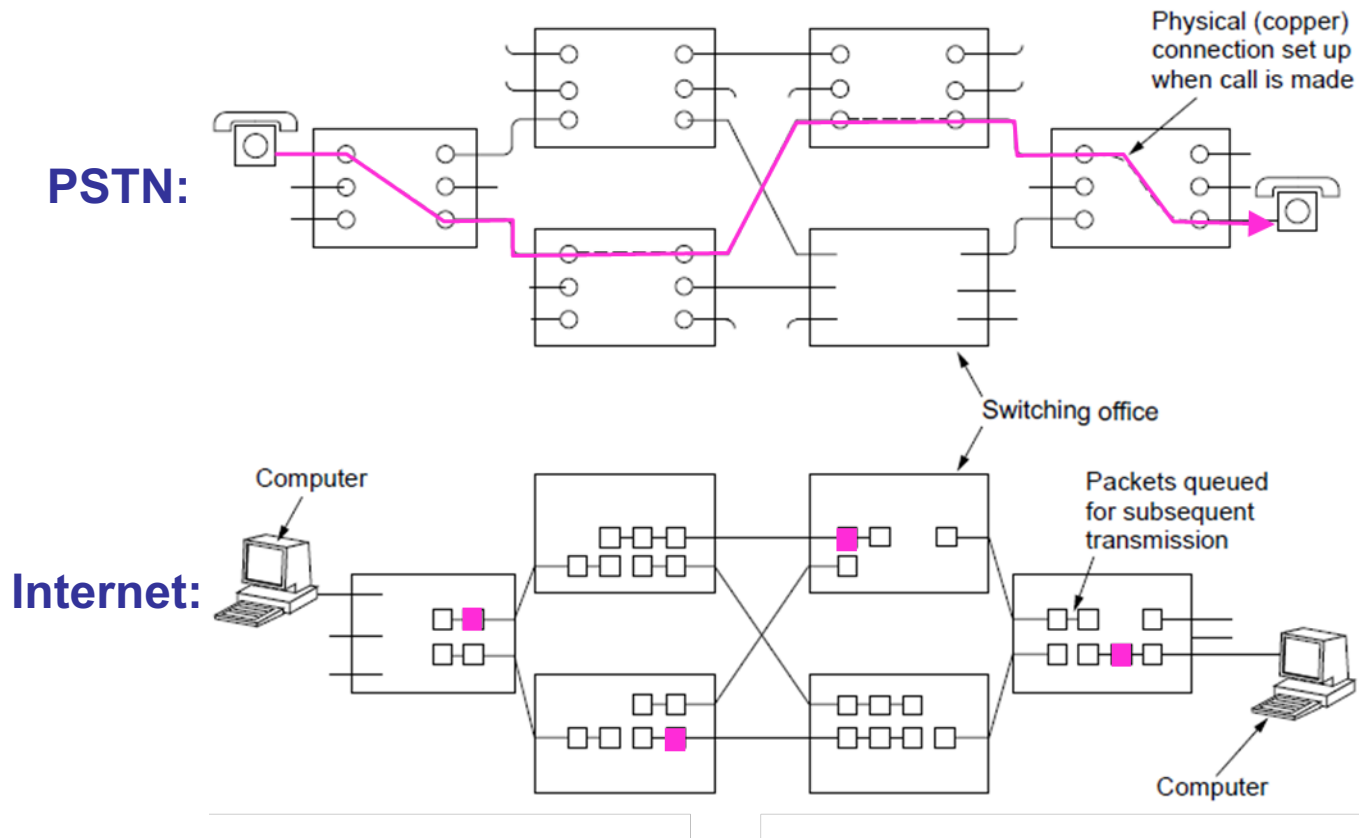 Physical (copper)
connection set up
when call is made
PSTN:
Switching office
Computer
Packets queued
for subsequent
transmission
Internet:
Computer